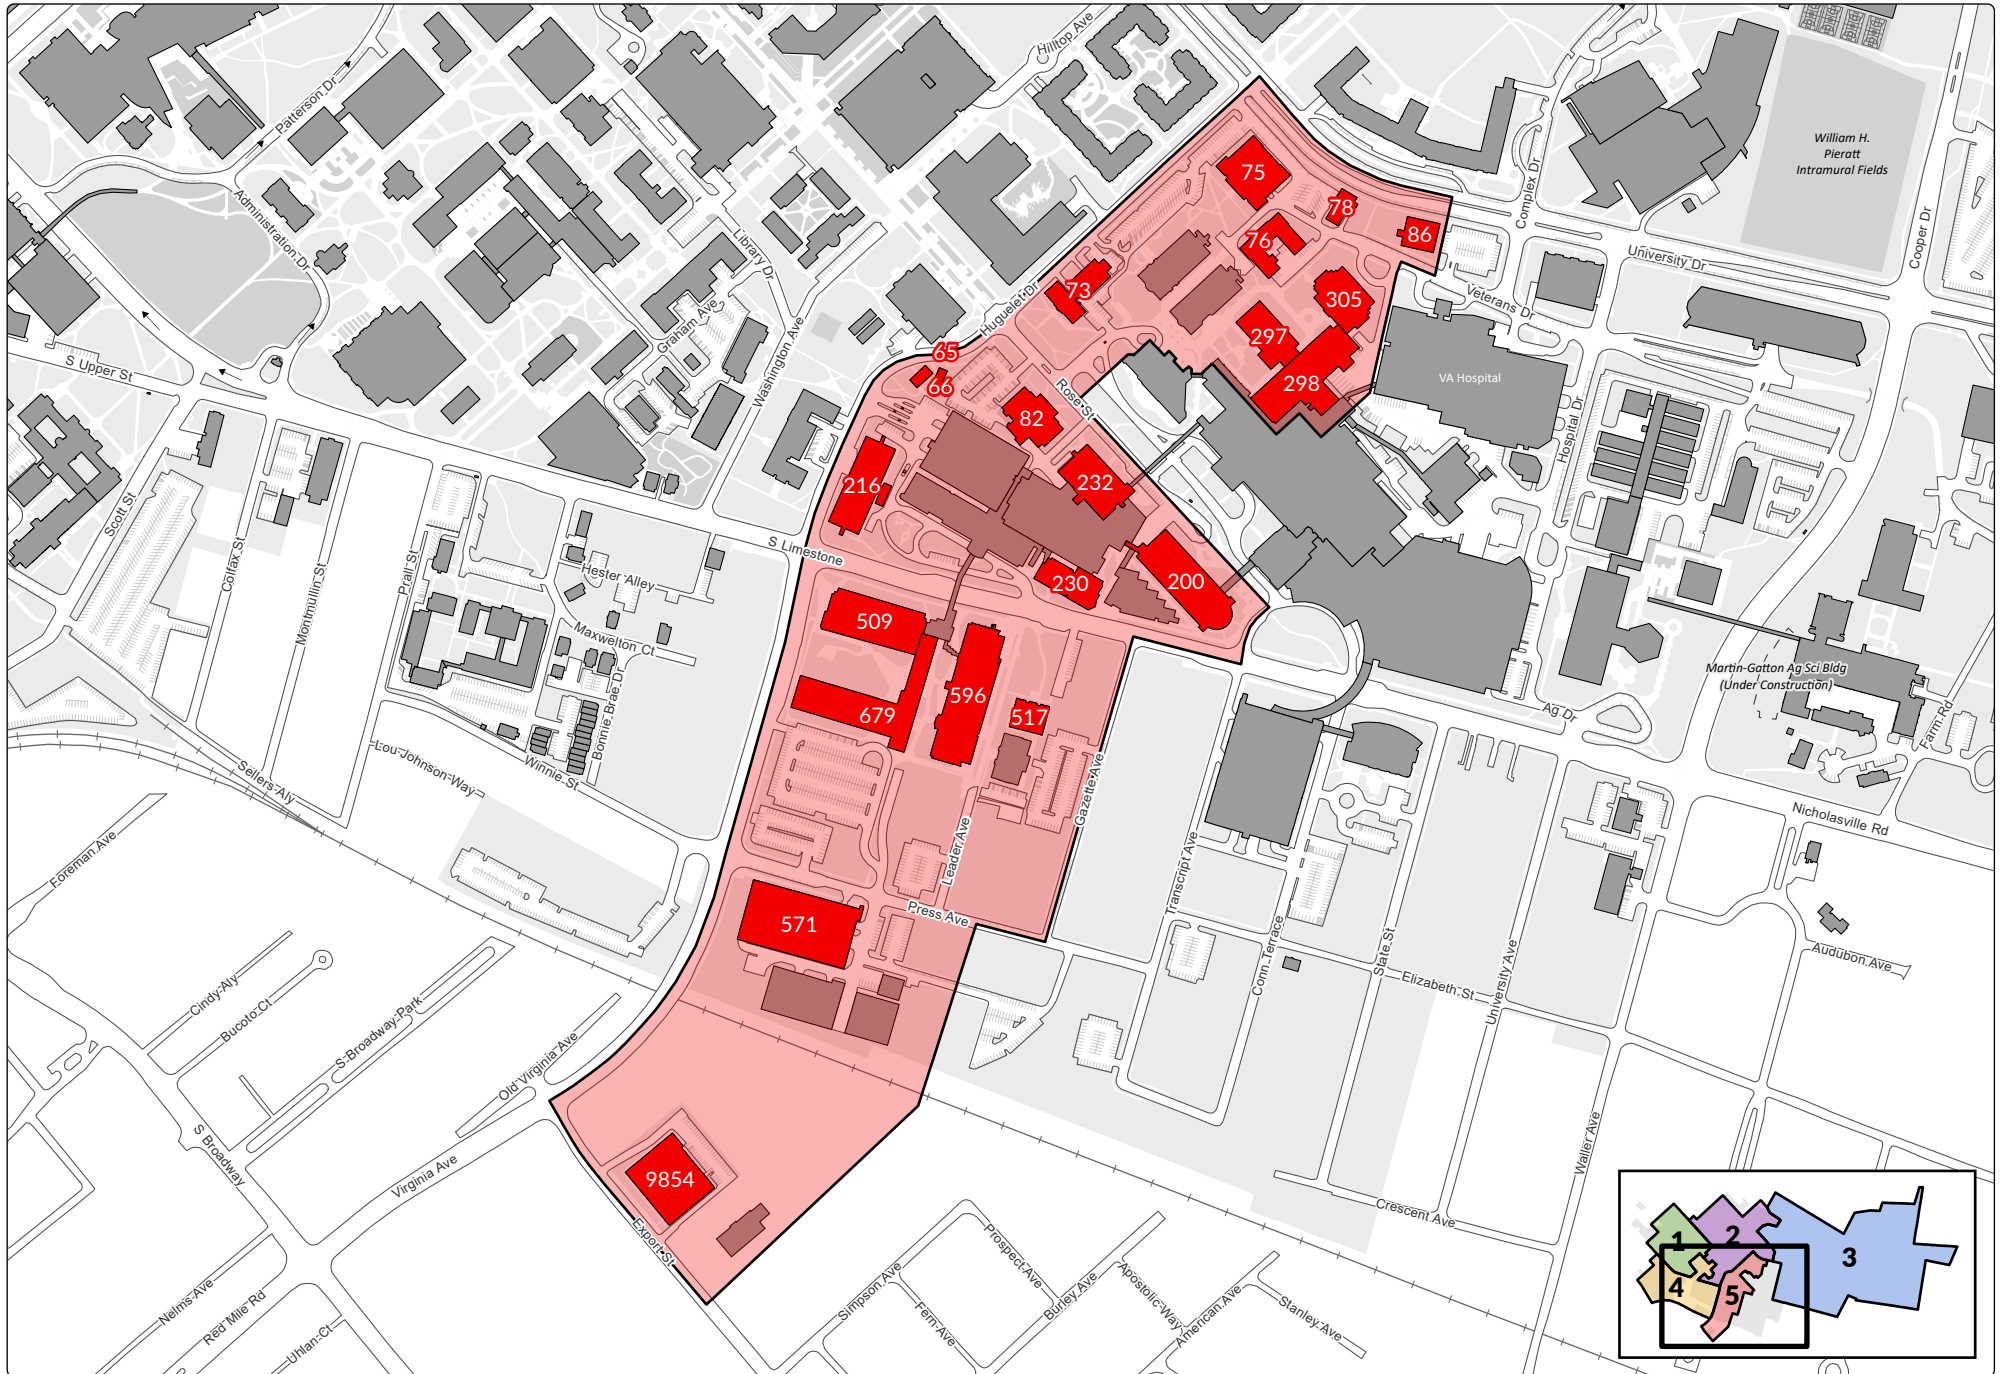 Hilltop Ave
Patterson Dr
William H.
Pieratt
Intramural Fields
75
78
Complex Dr
86
76
Administration Dr
Library Dr
University Dr
Cooper Dr
73
305
Veterans Dr
Huguelet Dr
Graham Ave
297
65
S Upper St
Washington Ave
66
298
VA Hospital
Rose St
82
Hospital Dr
216
232
Scott St
S Limestone
Colfax St
Prall St
Hester Alley
230
200
Montmullin St
509
Maxwelton Ct
Martin-Gatton Ag Sci Bldg
(Under Construction)
596
Bonnie Brae Dr
679
517
Ag Dr
Farm Rd
Lou Johnson Way
Winnie St
Sellers Aly
Gazette Ave
Nicholasville Rd
Foreman Ave
Leader Ave
Transcript Ave
Press Ave
571
Conn Terrace
State St
University Ave
Audubon Ave
Cindy Aly
Elizabeth St
Bucoto Ct
S Broadway Park
Old Virginia Ave
S Broadway
Waller Ave
Virginia Ave
9854
Crescent Ave
Export St
Prospect Ave
Simpson Ave
Burley Ave
Apostolic Way
American Ave
Stanley Ave
Fern Ave
Nelms Ave
Red Mile Rd
Uhlan Ct
1
2
3
4
5